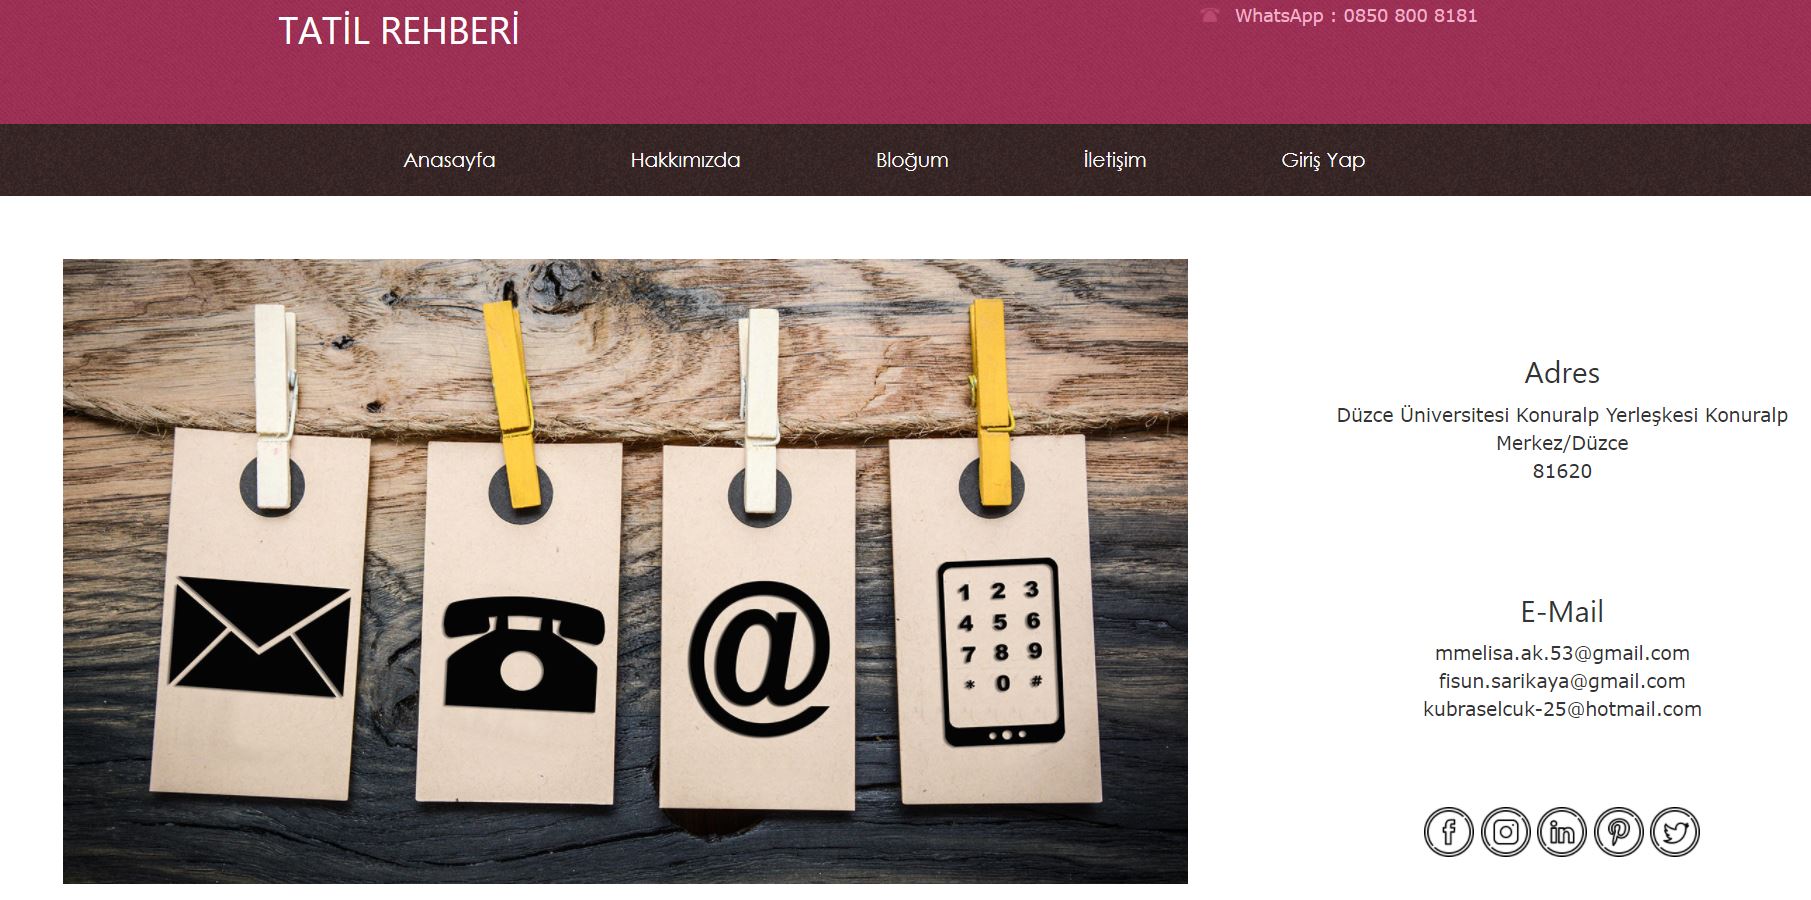 TATİL REHBERİ
WhatsApp : 0850 800 8181
Anasayfa Hakkımızda Bloğum İletişim Giriş Yap
@
1 2 3
4 5 6
7 8 9
* 0 #
Adres
Düzce Üniversitesi Konuralp Yerleşkesi Konuralp
Merkez/Düzce
81620
E-Mail
mmelisa.ak.53@gmail.com
fisun.sarikaya@gmail.com
kubraselcuk-25@hotmail.com